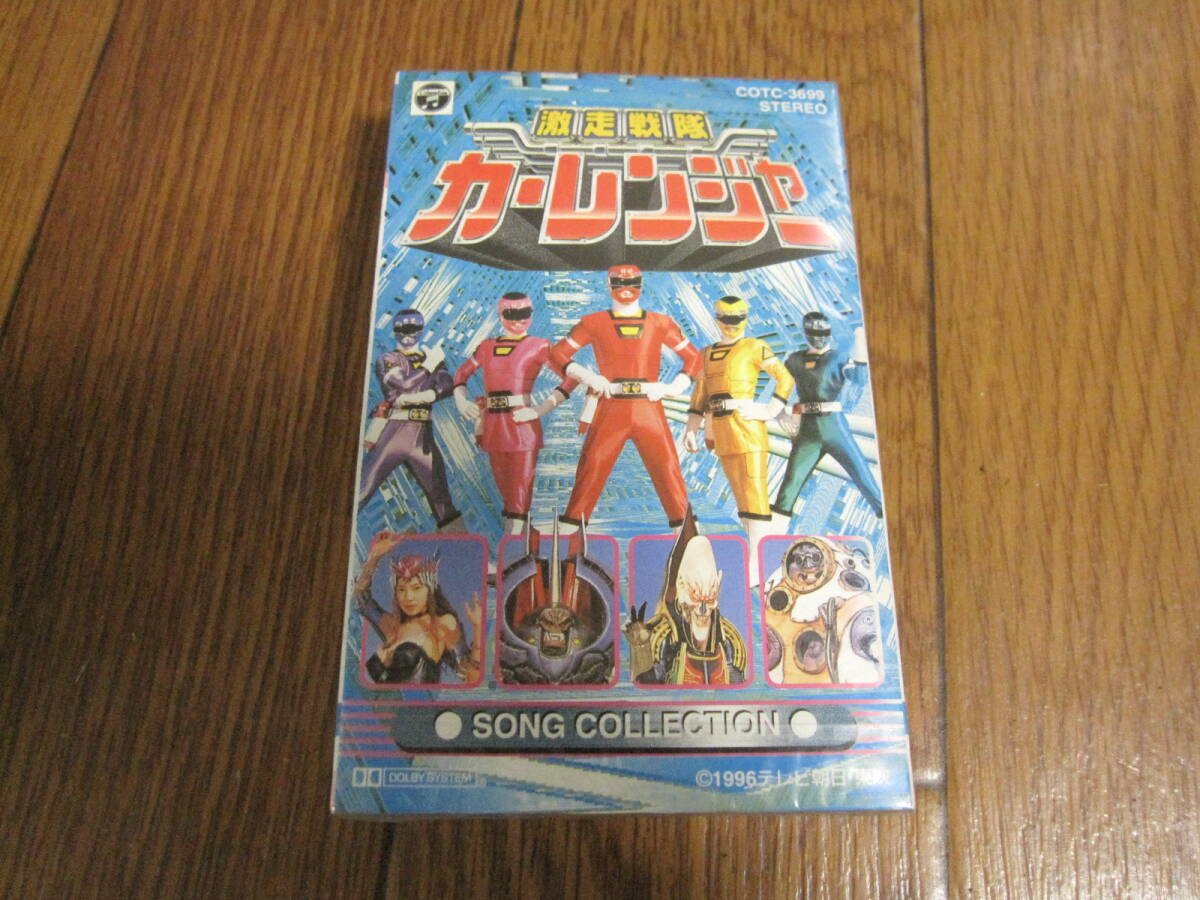 COTC-3699
STEREO
激走戦隊
カーレンジャー
SONG COLLECTION
DOLBY SYSTEM
©1996テレビ朝日・東映